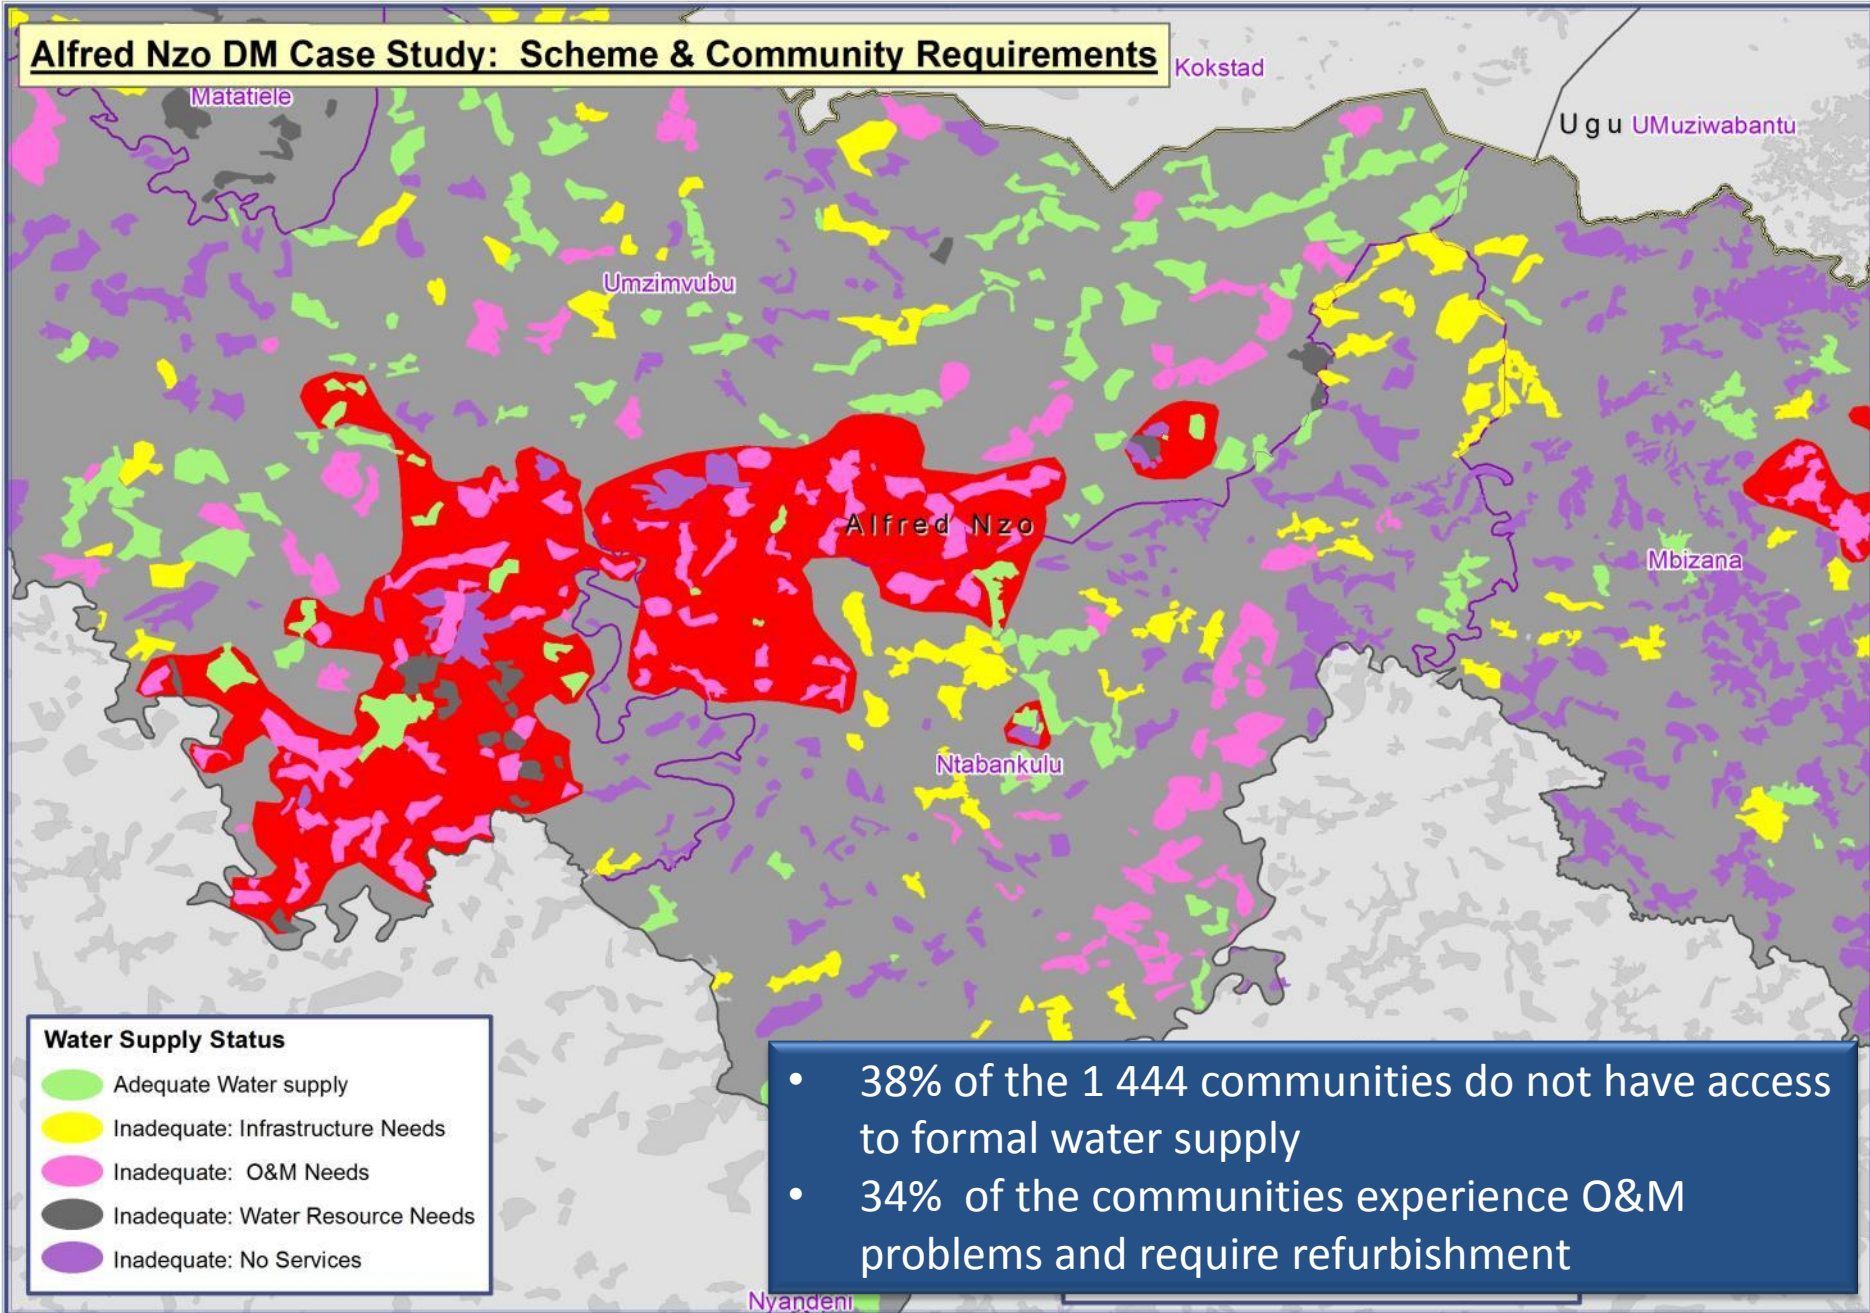 Alfred Nzo DM Case Study: Scheme & Community Requirements
Kokstad
Matatiele
Ugu UMuziwabantu
Umzimvubu
Alfred Nzo
Mbizana
Ntabankulu
Water Supply Status
Adequate Water supply
Inadequate: Infrastructure Needs
Inadequate: O&M Needs
Inadequate: Water Resource Needs
Inadequate: No Services
• 38% of the 1 444 communities do not have access
to formal water supply
• 34% of the communities experience O&M
problems and require refurbishment
Nyandeni